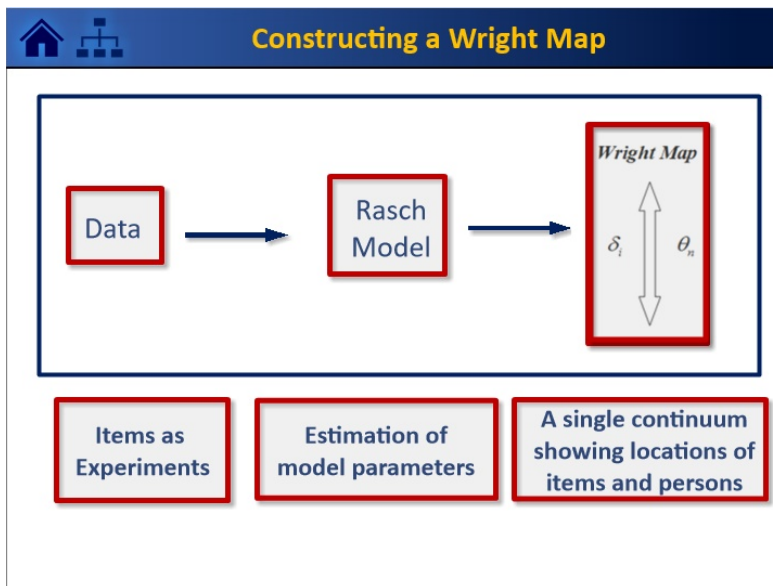 Constructing a Wright Map
Data
Rasch
Model
Wright Map
δᵢ θₙ
Items as
Experiments
Estimation of
model parameters
A single continuum
showing locations of
items and persons